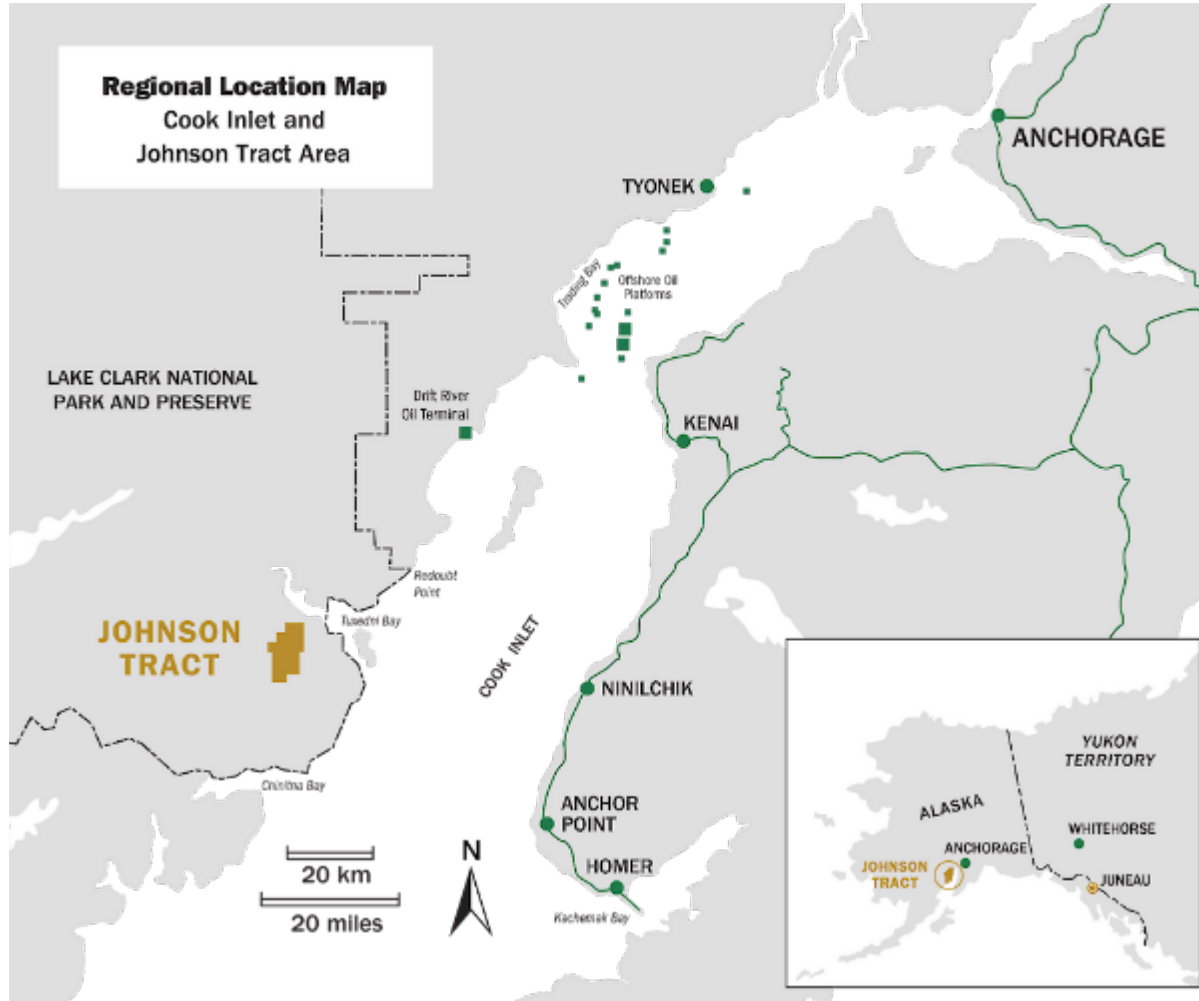 Regional Location Map
Cook Inlet and
Johnson Tract Area
ANCHORAGE
TYONEK
Trading Bay
Offshore Oil
Platforms
LAKE CLARK NATIONAL
PARK AND PRESERVE
Drift River
Oil Terminal
KENAI
Redoubt
Point
Tuxedni Bay
JOHNSON
TRACT
COOK INLET
NINILCHIK
Chinitna Bay
ANCHOR
POINT
HOMER
Kachemak Bay
20 km
20 miles
N
YUKON
TERRITORY
ALASKA
WHITEHORSE
ANCHORAGE
JOHNSON
TRACT
JUNEAU